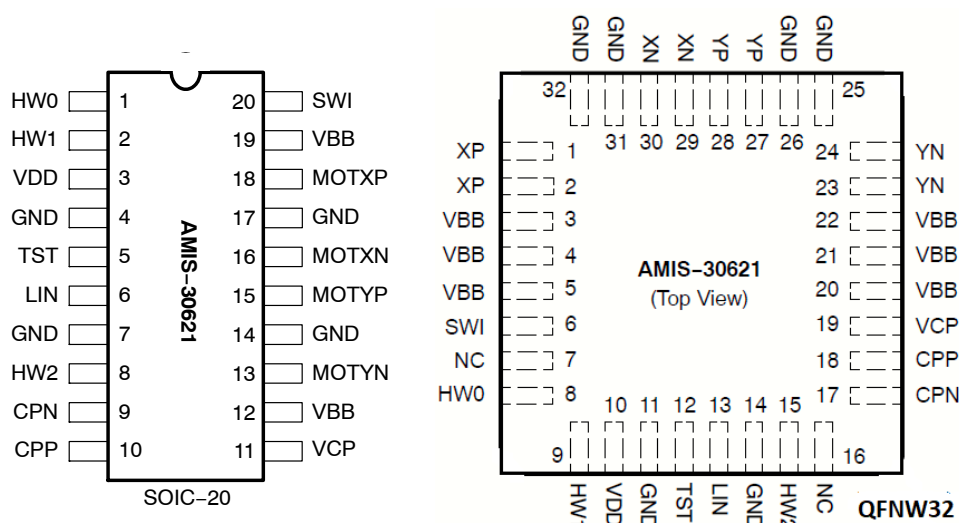 HW0 1 20 SWI
HW1 2 19 VBB
VDD 3 18 MOTXP
GND 4 17 GND
TST 5 16 MOTXN
LIN 6 15 MOTYP
GND 7 14 GND
HW2 8 13 MOTYN
CPN 9 12 VBB
CPP 10 11 VCP
AMIS-30621
SOIC-20
GND GND XN XN YP YP GND GND
32 25
31 30 29 28 27 26
XP 1 24 YN
XP 2 23 YN
VBB 3 22 VBB
VBB 4 21 VBB
VBB 5 20 VBB
SWI 6 19 VCP
NC 7 18 CPP
HW0 8 17 CPN
AMIS-30621
(Top View)
10 11 12 13 14 15
9 16
HW1 VDD GND TST LIN GND HW2 NC
QFNW32